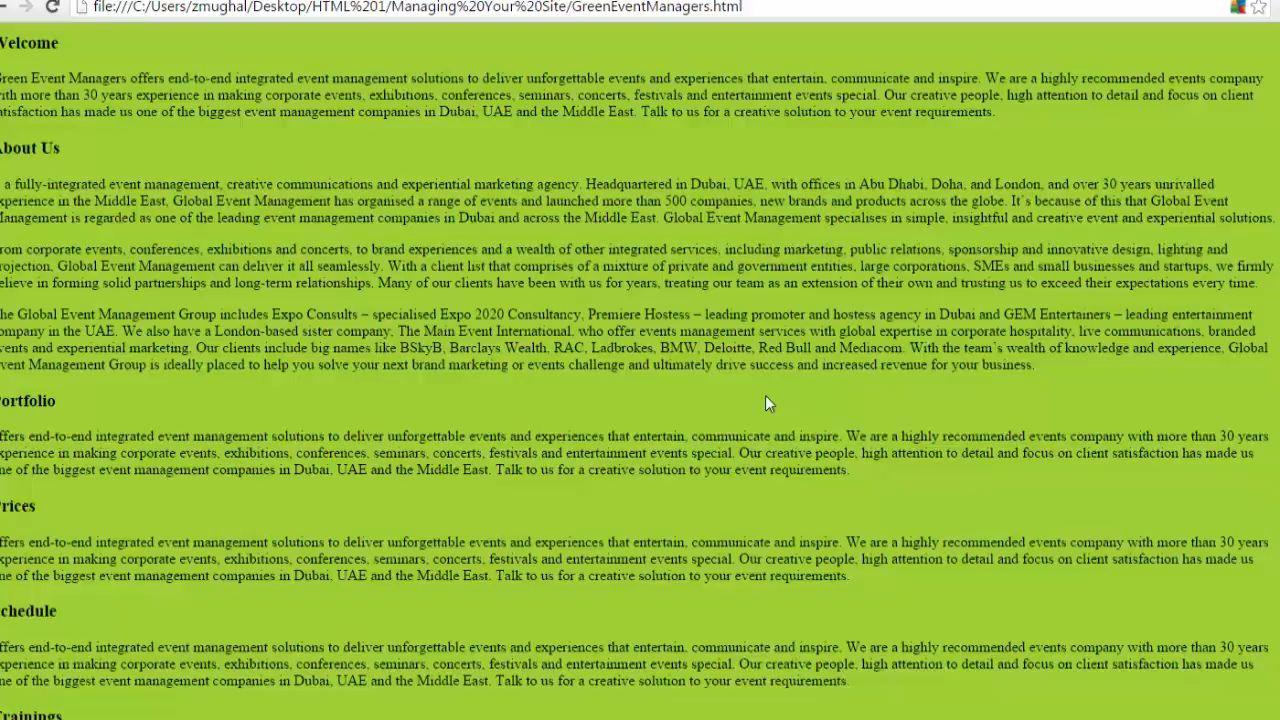 file:///C:/Users/zmughal/Desktop/HTML%201/Managing%20Your%20Site/GreenEventManagers.html
Welcome
Green Event Managers offers end-to-end integrated event management solutions to deliver unforgettable events and experiences that entertain, communicate and inspire. We are a highly recommended events company
with more than 30 years experience in making corporate events, exhibitions, conferences, seminars, concerts, festivals and entertainment events special. Our creative people, high attention to detail and focus on client
satisfaction has made us one of the biggest event management companies in Dubai, UAE and the Middle East. Talk to us for a creative solution to your event requirements.
About Us
a fully-integrated event management, creative communications and experiential marketing agency. Headquartered in Dubai, UAE, with offices in Abu Dhabi, Doha, and London, and over 30 years unrivalled
experience in the Middle East, Global Event Management has organised a range of events and launched more than 500 companies, new brands and products across the globe. It`s because of this that Global Event
Management is regarded as one of the leading event management companies in Dubai and across the Middle East. Global Event Management specialises in simple, insightful and creative event and experiential solutions.
rom corporate events, conferences, exhibitions and concerts, to brand experiences and a wealth of other integrated services, including marketing, public relations, sponsorship and innovative design, lighting and
rojection, Global Event Management can deliver it all seamlessly. With a client list that comprises of a mixture of private and government entities, large corporations, SMEs and small businesses and startups, we firmly
elieve in forming solid partnerships and long-term relationships. Many of our clients have been with us for years, treating our team as an extension of their own and trusting us to exceed their expectations every time.
he Global Event Management Group includes Expo Consults – specialised Expo 2020 Consultancy, Premiere Hostess – leading promoter and hostess agency in Dubai and GEM Entertainers – leading entertainment
ompany in the UAE. We also have a London-based sister company, The Main Event International, who offer events management services with global expertise in corporate hospitality, live communications, branded
vents and experiential marketing. Our clients include big names like BSkyB, Barclays Wealth, RAC, Ladbrokes, BMW, Deloitte, Red Bull and Mediacom. With the team`s wealth of knowledge and experience, Global
vent Management Group is ideally placed to help you solve your next brand marketing or events challenge and ultimately drive success and increased revenue for your business.
Portfolio
ffers end-to-end integrated event management solutions to deliver unforgettable events and experiences that entertain, communicate and inspire. We are a highly recommended events company with more than 30 years
xperience in making corporate events, exhibitions, conferences, seminars, concerts, festivals and entertainment events special. Our creative people, high attention to detail and focus on client satisfaction has made us
ne of the biggest event management companies in Dubai, UAE and the Middle East. Talk to us for a creative solution to your event requirements.
Prices
ffers end-to-end integrated event management solutions to deliver unforgettable events and experiences that entertain, communicate and inspire. We are a highly recommended events company with more than 30 years
xperience in making corporate events, exhibitions, conferences, seminars, concerts, festivals and entertainment events special. Our creative people, high attention to detail and focus on client satisfaction has made us
ne of the biggest event management companies in Dubai, UAE and the Middle East. Talk to us for a creative solution to your event requirements.
chedule
ffers end-to-end integrated event management solutions to deliver unforgettable events and experiences that entertain, communicate and inspire. We are a highly recommended events company with more than 30 years
xperience in making corporate events, exhibitions, conferences, seminars, concerts, festivals and entertainment events special. Our creative people, high attention to detail and focus on client satisfaction has made us
ne of the biggest event management companies in Dubai, UAE and the Middle East. Talk to us for a creative solution to your event requirements.
Trainings